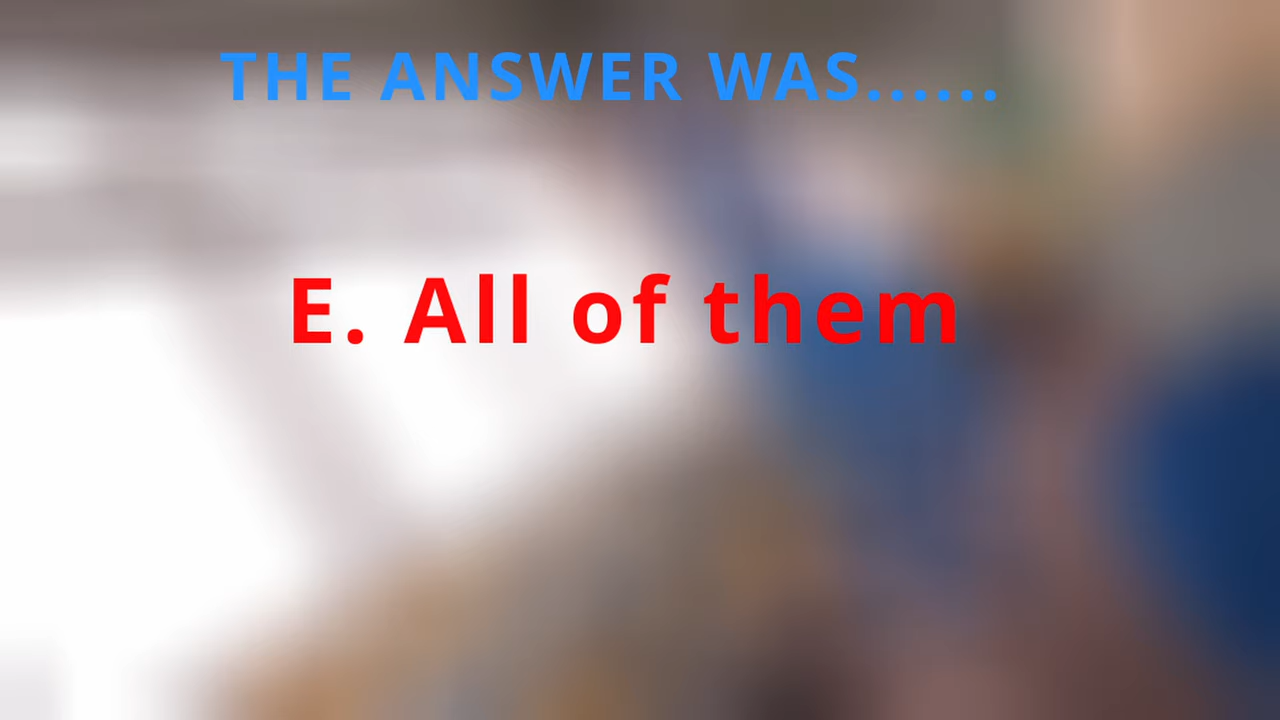 THE ANSWER WAS......
E. All of them